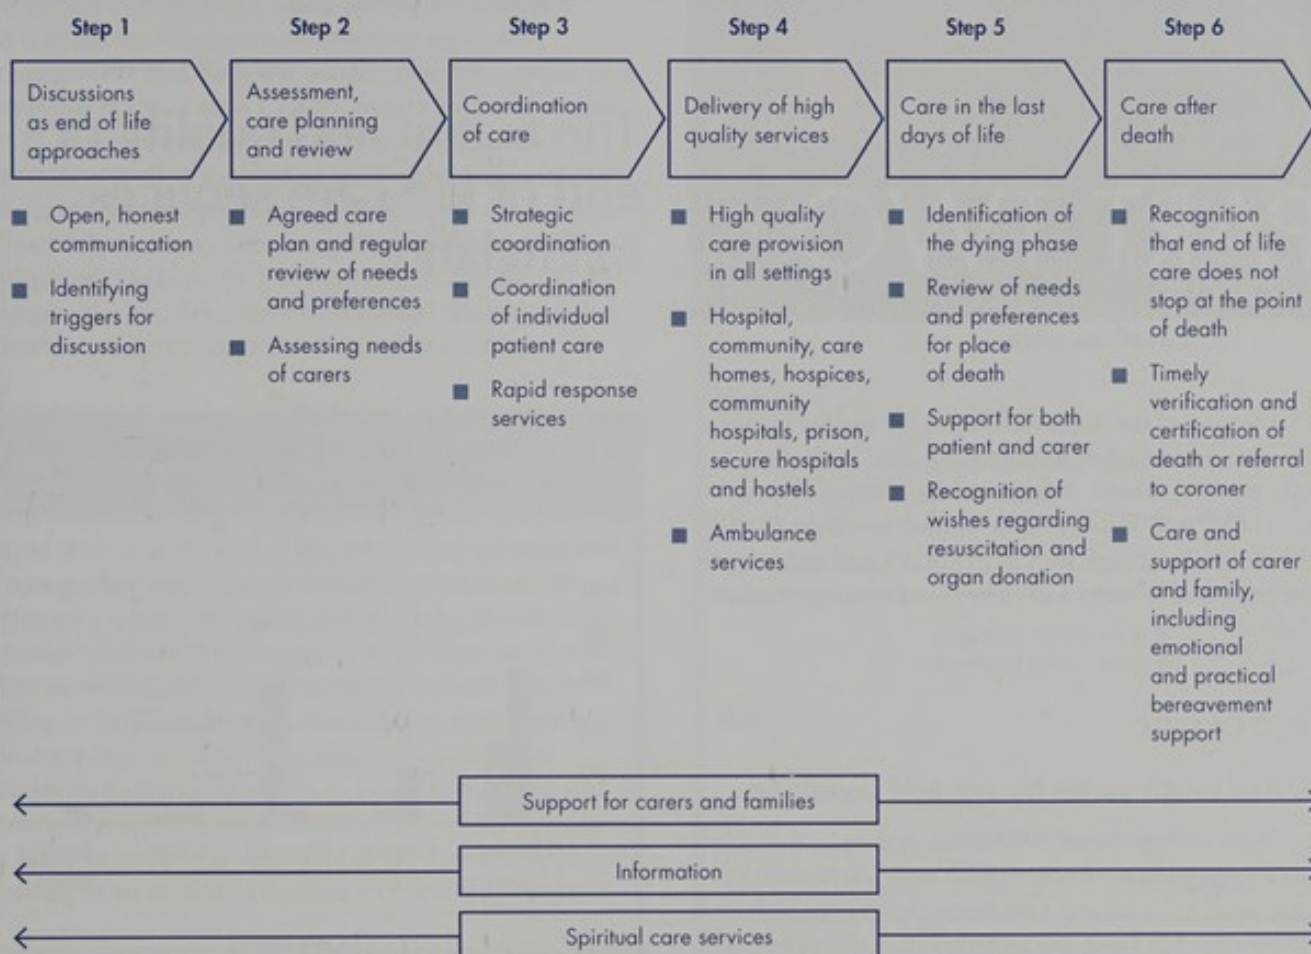 Step 1
Discussions
as end of life
approaches
Open, honest
communication
Identifying
triggers for
discussion
Step 2
Assessment,
care planning
and review
Agreed care
plan and regular
review of needs
and preferences
Assessing needs
of carers
Step 3
Coordination
of care
Strategic
coordination
Coordination
of individual
patient care
Rapid response
services
Step 4
Delivery of high
quality services
High quality
care provision
in all settings
Hospital,
community, care
homes, hospices,
community
hospitals, prison,
secure hospitals
and hostels
Ambulance
services
Step 5
Care in the last
days of life
Identification of
the dying phase
Review of needs
and preferences
for place
of death
Support for both
patient and carer
Recognition of
wishes regarding
resuscitation and
organ donation
Step 6
Care after
death
Recognition
that end of life
care does not
stop at the point
of death
Timely
verification and
certification of
death or referral
to coroner
Care and
support of carer
and family,
including
emotional
and practical
bereavement
support
Support for carers and families
Information
Spiritual care services